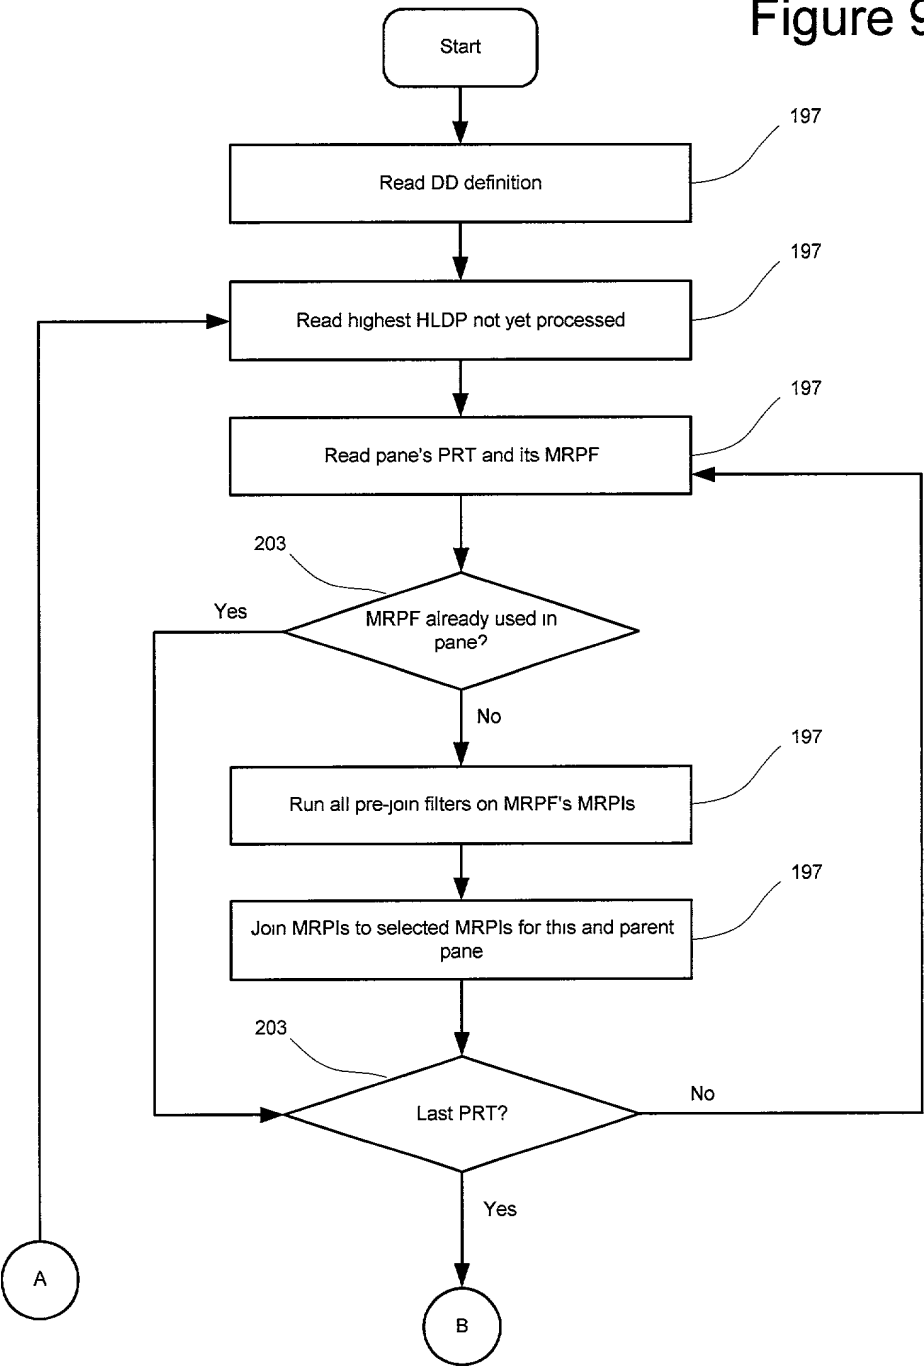 Figure 9
Start
197
Read DD definition
197
Read highest HLDP not yet processed
197
Read pane's PRT and its MRPF
203
Yes
MRPF already used in
pane?
No
197
Run all pre-join filters on MRPF's MRPIs
197
Join MRPIs to selected MRPIs for this and parent
pane
203
Last PRT?
No
Yes
A
B